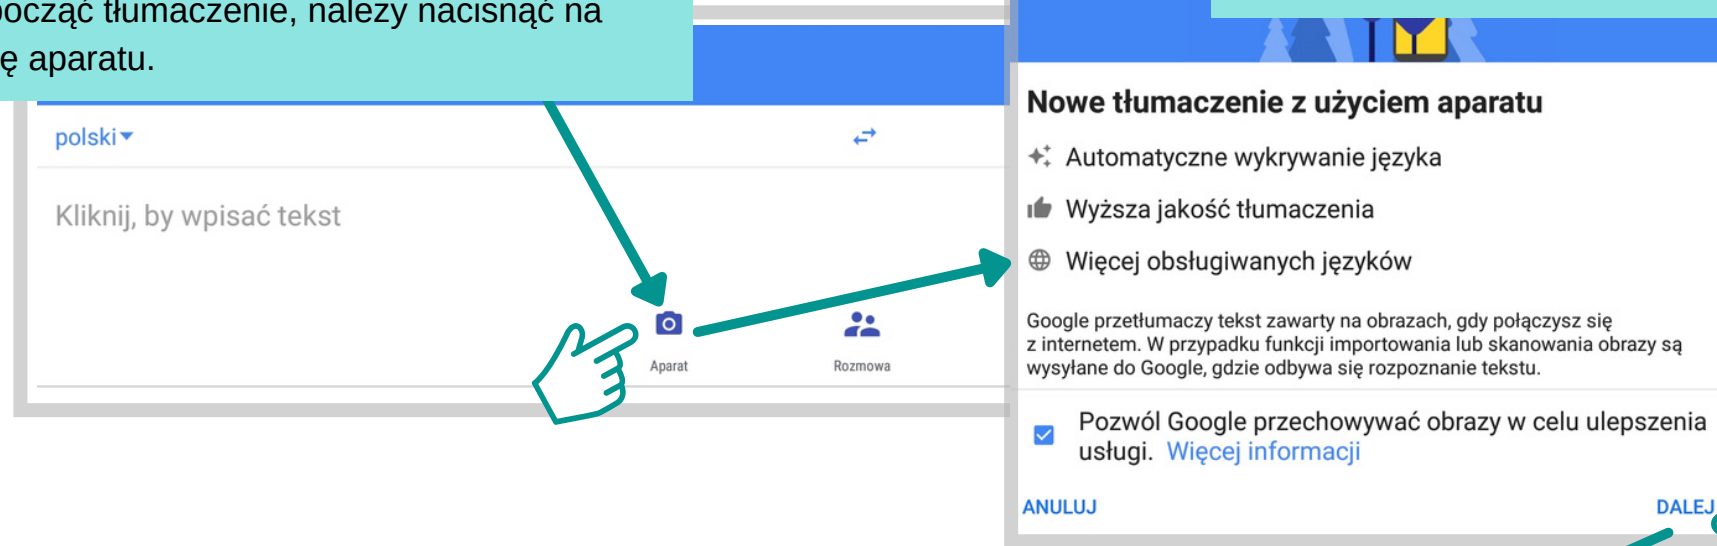 począć tłumaczenie, należy nacisnąć na
ę aparatu.
polski
Kliknij, by wpisać tekst
Aparat
Rozmowa
Nowe tłumaczenie z użyciem aparatu
Automatyczne wykrywanie języka
Wyższa jakość tłumaczenia
Więcej obsługiwanych języków
Google przetłumaczy tekst zawarty na obrazach, gdy połączysz się
z internetem. W przypadku funkcji importowania lub skanowania obrazy są
wysyłane do Google, gdzie odbywa się rozpoznanie tekstu.
Pozwól Google przechowywać obrazy w celu ulepszenia
usługi. Więcej informacji
ANULUJ
DALEJ